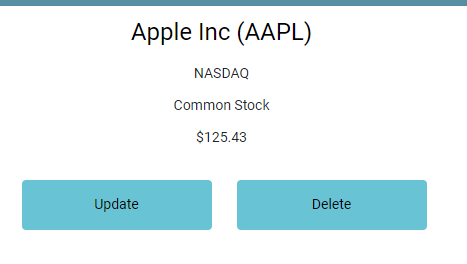 Apple Inc (AAPL)
NASDAQ
Common Stock
$125.43
Update Delete